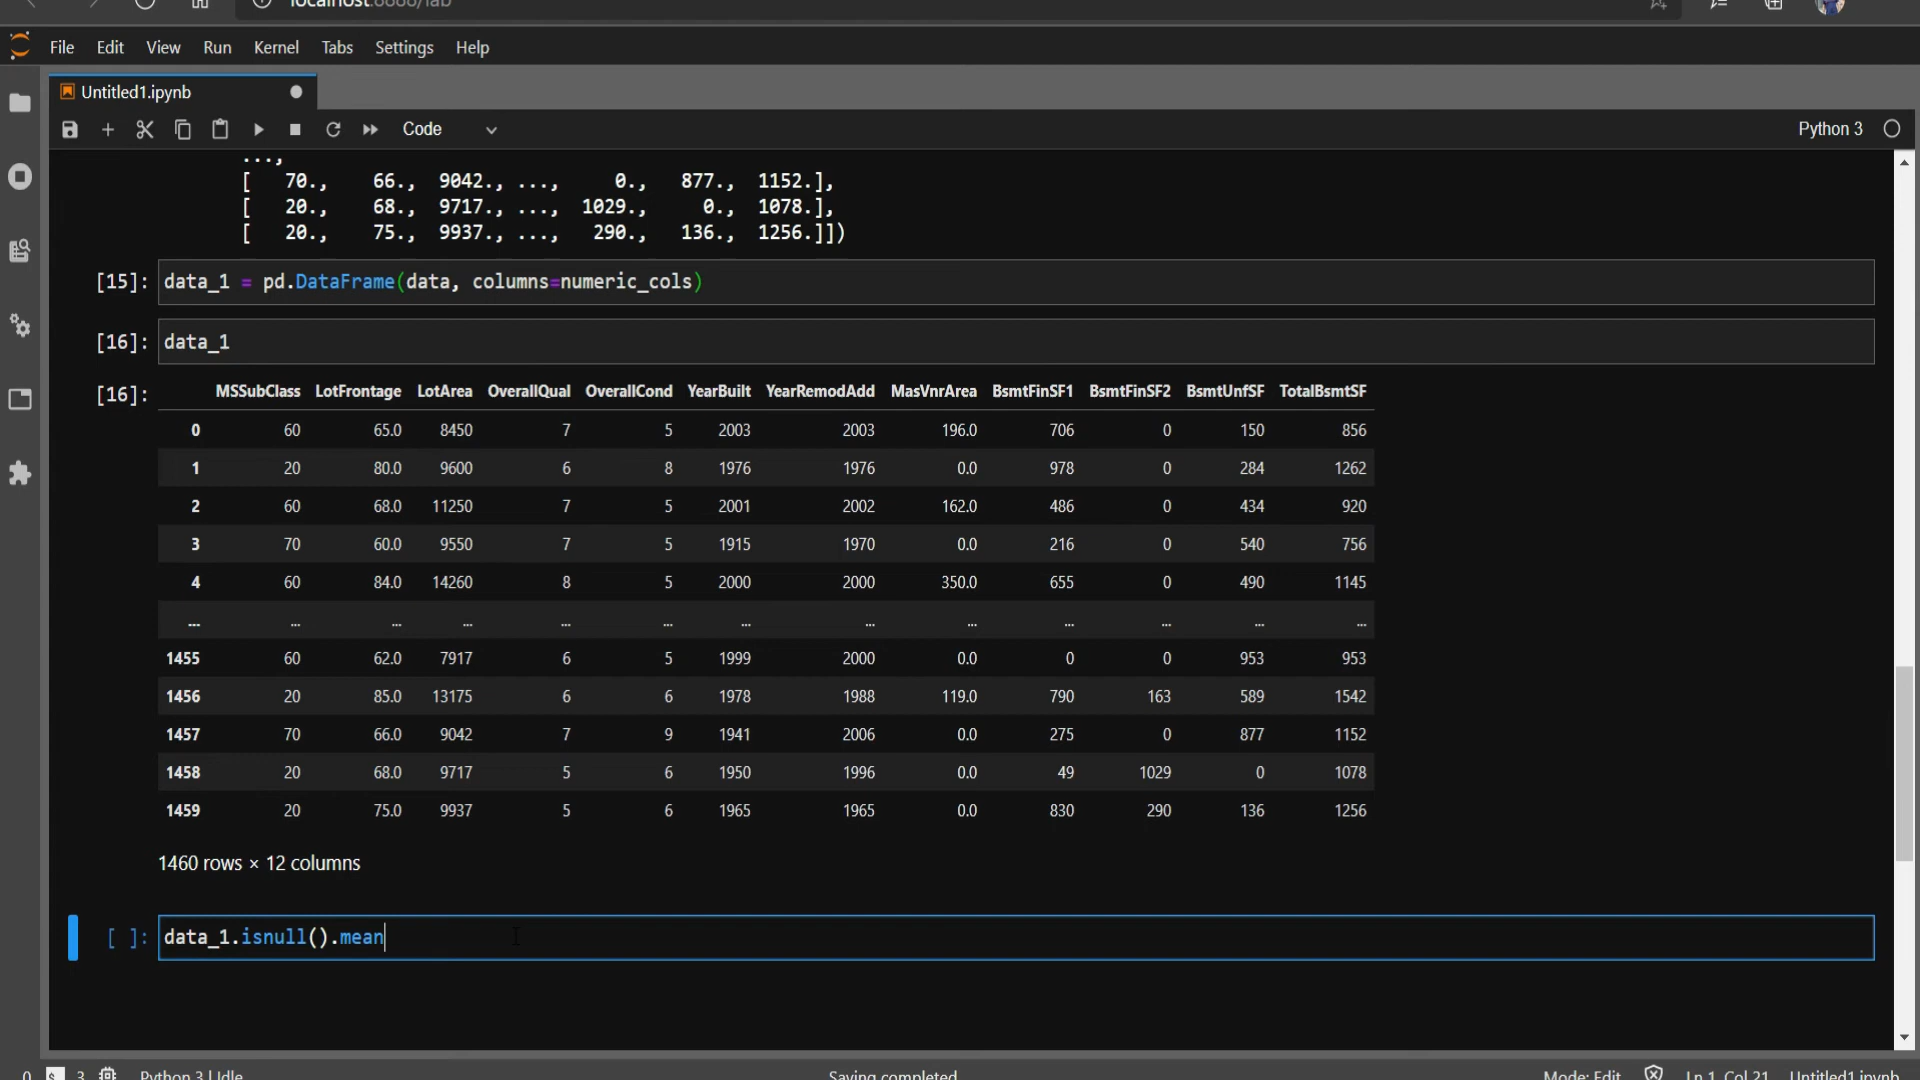 localhost:8888/lab
File Edit View Run Kernel Tabs Settings Help
Untitled1.ipynb
Code Python 3
...,
[ 70., 66., 9042., ..., 0., 877., 1152.],
[ 20., 68., 9717., ..., 1029., 0., 1078.],
[ 20., 75., 9937., ..., 290., 136., 1256.]])
[15]: data_1 = pd.DataFrame(data, columns=numeric_cols)
[16]: data_1
[16]: MSSubClass LotFrontage LotArea OverallQual OverallCond YearBuilt YearRemodAdd MasVnrArea BsmtFinSF1 BsmtFinSF2 BsmtUnfSF TotalBsmtSF
0 60 65.0 8450 7 5 2003 2003 196.0 706 0 150 856
1 20 80.0 9600 6 8 1976 1976 0.0 978 0 284 1262
2 60 68.0 11250 7 5 2001 2002 162.0 486 0 434 920
3 70 60.0 9550 7 5 1915 1970 0.0 216 0 540 756
4 60 84.0 14260 8 5 2000 2000 350.0 655 0 490 1145
... ... ... ... ... ... ... ... ... ... ... ... ...
1455 60 62.0 7917 6 5 1999 2000 0.0 0 0 953 953
1456 20 85.0 13175 6 6 1978 1988 119.0 790 163 589 1542
1457 70 66.0 9042 7 9 1941 2006 0.0 275 0 877 1152
1458 20 68.0 9717 5 6 1950 1996 0.0 49 1029 0 1078
1459 20 75.0 9937 5 6 1965 1965 0.0 830 290 136 1256
1460 rows × 12 columns
[ ]: data_1.isnull().mean
0 3 Python 3 | Idle Saving completed Mode: Edit Ln 1, Col 21 Untitled1.ipynb